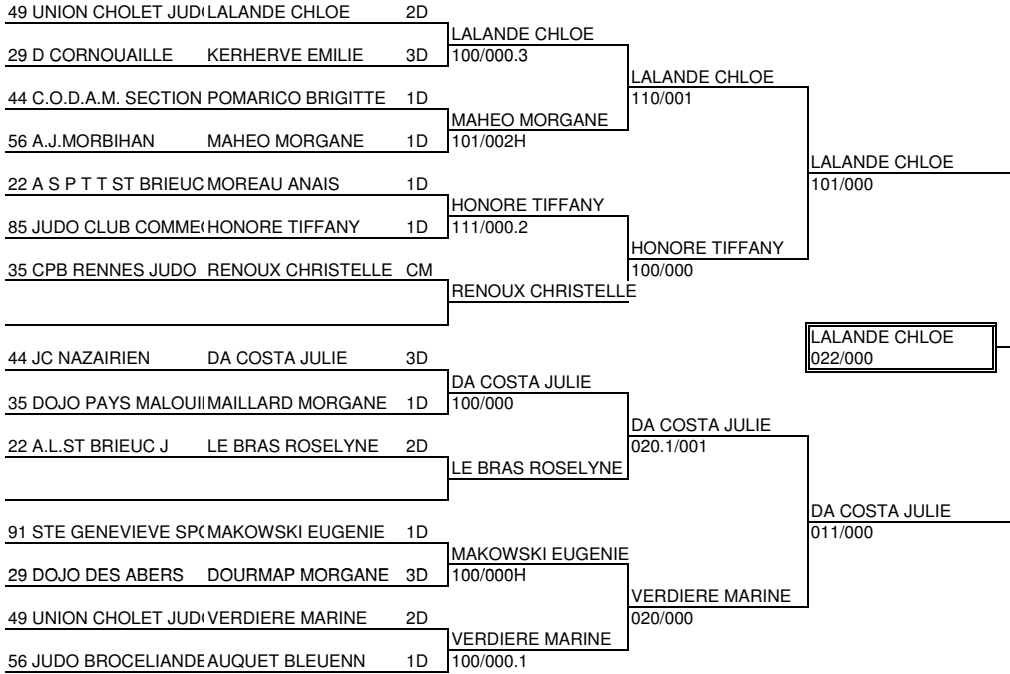 49 UNION CHOLET JUD LALANDE CHLOE 2D
LALANDE CHLOE
29 D CORNOUAILLE KERHERVE EMILIE 3D
100/000.3
LALANDE CHLOE
44 C.O.D.A.M. SECTION POMARICO BRIGITTE 1D
110/001
MAHEO MORGANE
56 A.J.MORBIHAN MAHEO MORGANE 1D
101/002H
LALANDE CHLOE
22 A S P T T ST BRIEUC MOREAU ANAIS 1D
101/000
HONORE TIFFANY
85 JUDO CLUB COMME HONORE TIFFANY 1D
111/000.2
HONORE TIFFANY
35 CPB RENNES JUDO RENOUX CHRISTELLE CM
100/000
RENOUX CHRISTELLE
LALANDE CHLOE
022/000
44 JC NAZAIRIEN DA COSTA JULIE 3D
DA COSTA JULIE
35 DOJO PAYS MALOUI MAILLARD MORGANE 1D
100/000
DA COSTA JULIE
22 A.L.ST BRIEUC J LE BRAS ROSELYNE 2D
020.1/001
LE BRAS ROSELYNE
DA COSTA JULIE
91 STE GENEVIEVE SP MAKOWSKI EUGENIE 1D
011/000
MAKOWSKI EUGENIE
29 DOJO DES ABERS DOURMAP MORGANE 3D
100/000H
VERDIERE MARINE
49 UNION CHOLET JUD VERDIERE MARINE 2D
020/000
VERDIERE MARINE
56 JUDO BROCELIANDE AUQUET BLEUENN 1D
100/000.1